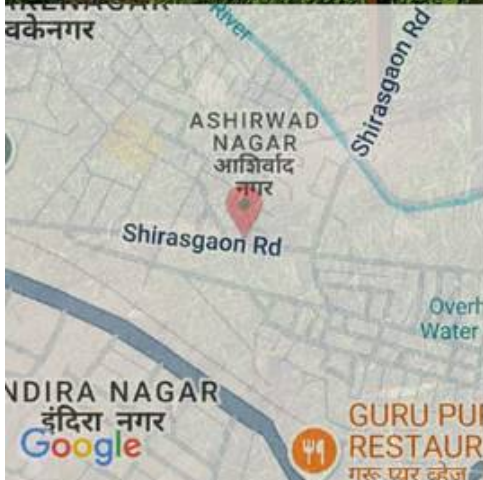 वकेनगर
River
Shirasgaon Rd
ASHIRWAD
NAGAR
आशिर्वाद
नगर
Shirasgaon Rd
Overh
Water
NDIRA NAGAR
इंदिरा नगर
Google
GURU PU
RESTAUR
गुरू प्युर व्हेज